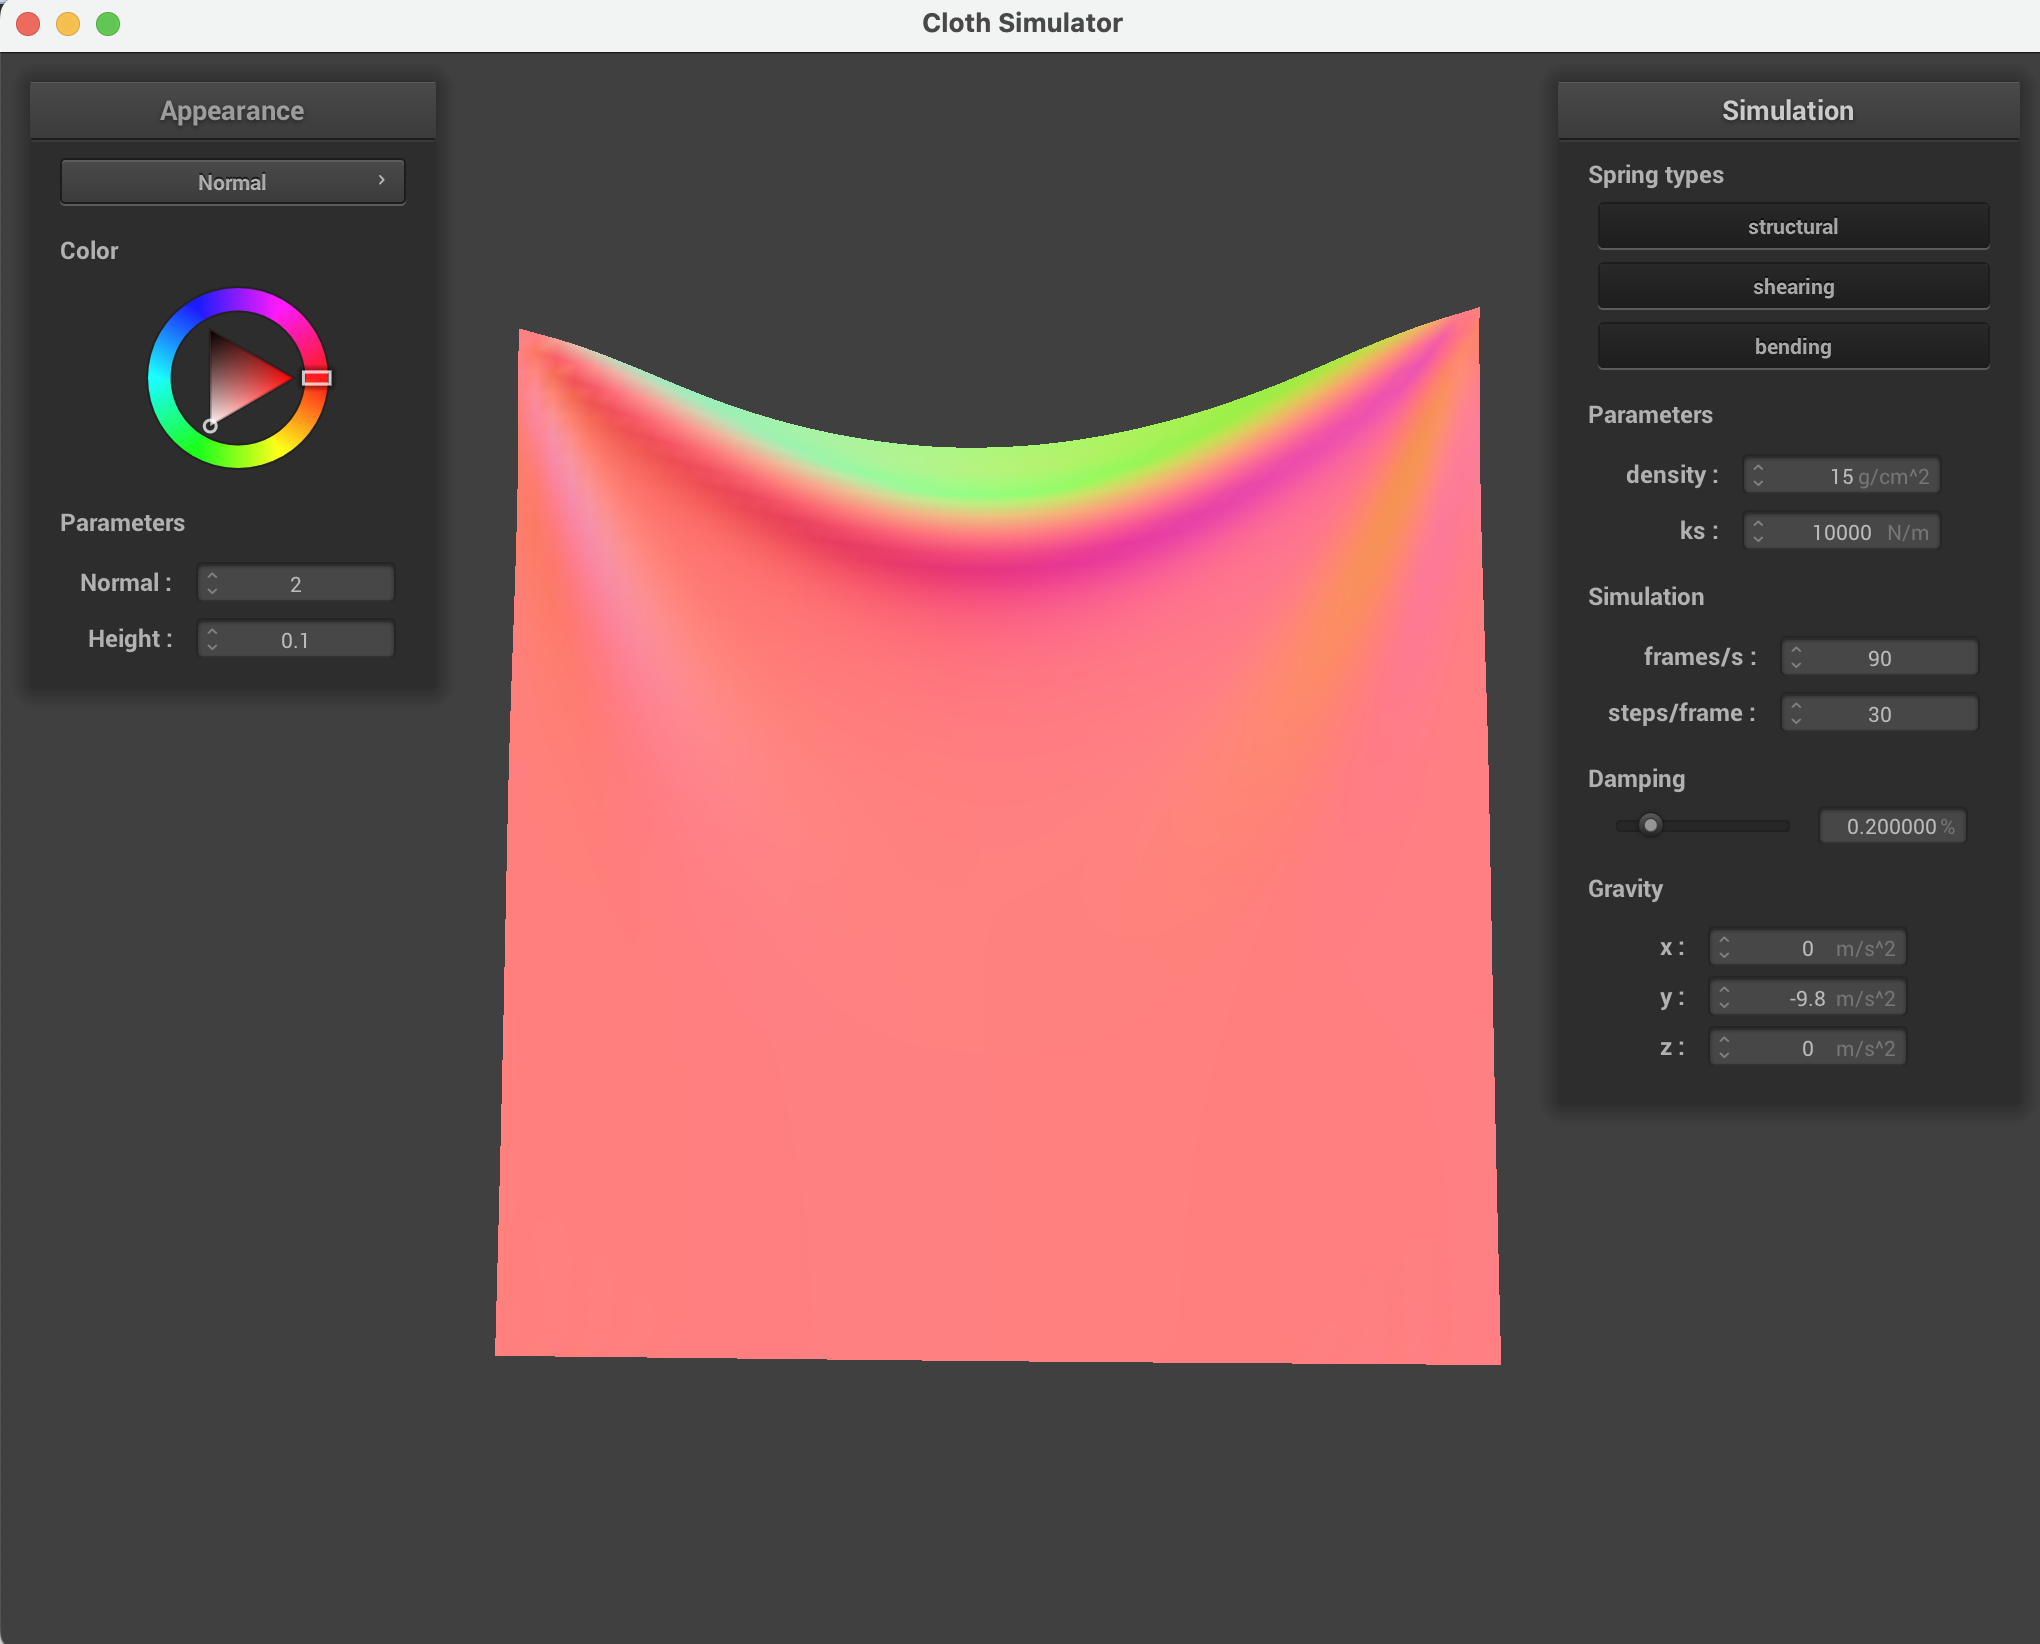 Cloth Simulator
Appearance
Normal
Color
Parameters
Normal : 2
Height : 0.1
Simulation
Spring types
structural
shearing
bending
Parameters
density : 15 g/cm^2
ks : 10000 N/m
Simulation
frames/s : 90
steps/frame : 30
Damping
0.200000 %
Gravity
x : 0 m/s^2
y : -9.8 m/s^2
z : 0 m/s^2